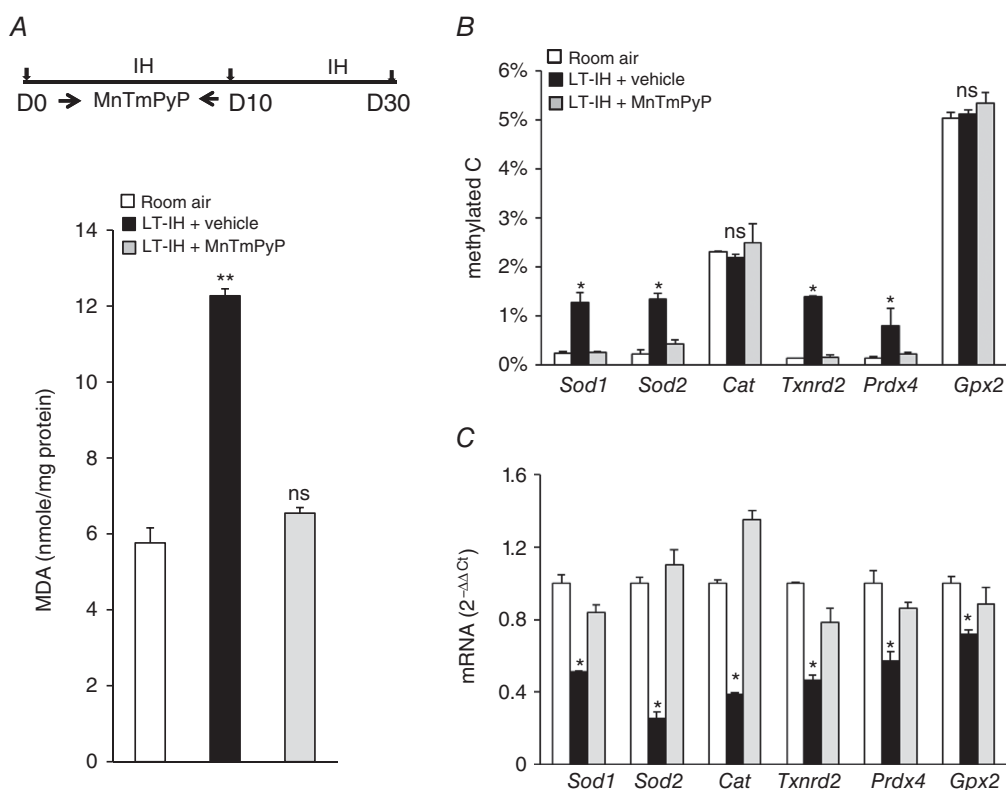 A
IH IH
D0 MnTmPyP D10 D30
Room air
LT-IH + vehicle
LT-IH + MnTmPyP
14
12
10
8
6
4
2
0
MDA (nmole/mg protein)
**
ns
B
Room air
LT-IH + vehicle
LT-IH + MnTmPyP
6%
5%
4%
3%
2%
1%
0%
methylated C
* * ns * * ns
Sod1 Sod2 Cat Txnrd2 Prdx4 Gpx2
C
1.6
1.2
0.8
0.4
0
mRNA (2⁻ΔΔCt)
* * * * * *
Sod1 Sod2 Cat Txnrd2 Prdx4 Gpx2